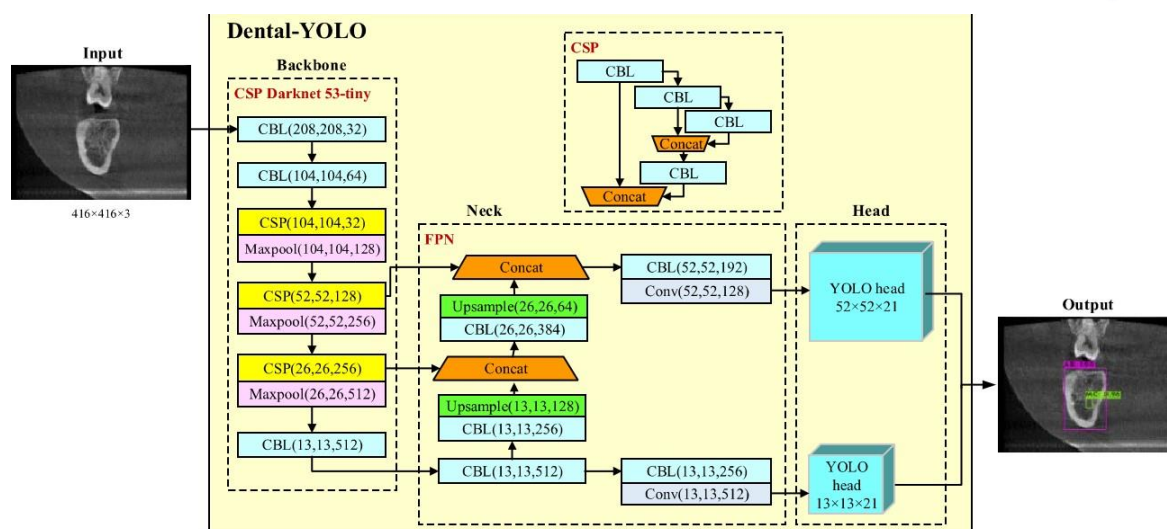 Dental-YOLO
Input
416×416×3
Backbone
CSP Darknet 53-tiny
CBL(208,208,32)
CBL(104,104,64)
CSP(104,104,32)
Maxpool(104,104,128)
CSP(52,52,128)
Maxpool(52,52,256)
CSP(26,26,256)
Maxpool(26,26,512)
CBL(13,13,512)
CSP
CBL
CBL
CBL
Concat
CBL
Concat
Neck
FPN
Concat
Upsample(26,26,64)
CBL(26,26,384)
Concat
Upsample(13,13,128)
CBL(13,13,256)
CBL(13,13,512)
CBL(52,52,192)
Conv(52,52,128)
CBL(13,13,256)
Conv(13,13,512)
Head
YOLO head
52×52×21
YOLO
head
13×13×21
Output